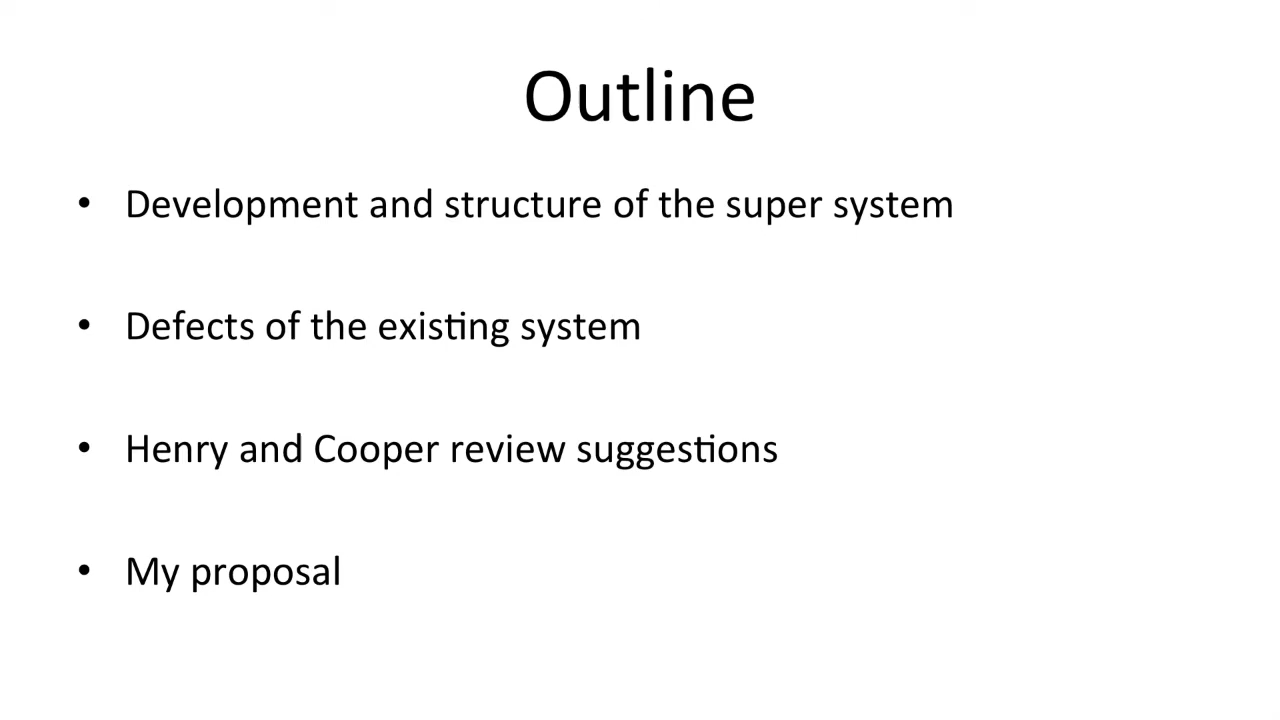 Outline
• Development and structure of the super system
• Defects of the existing system
• Henry and Cooper review suggestions
• My proposal